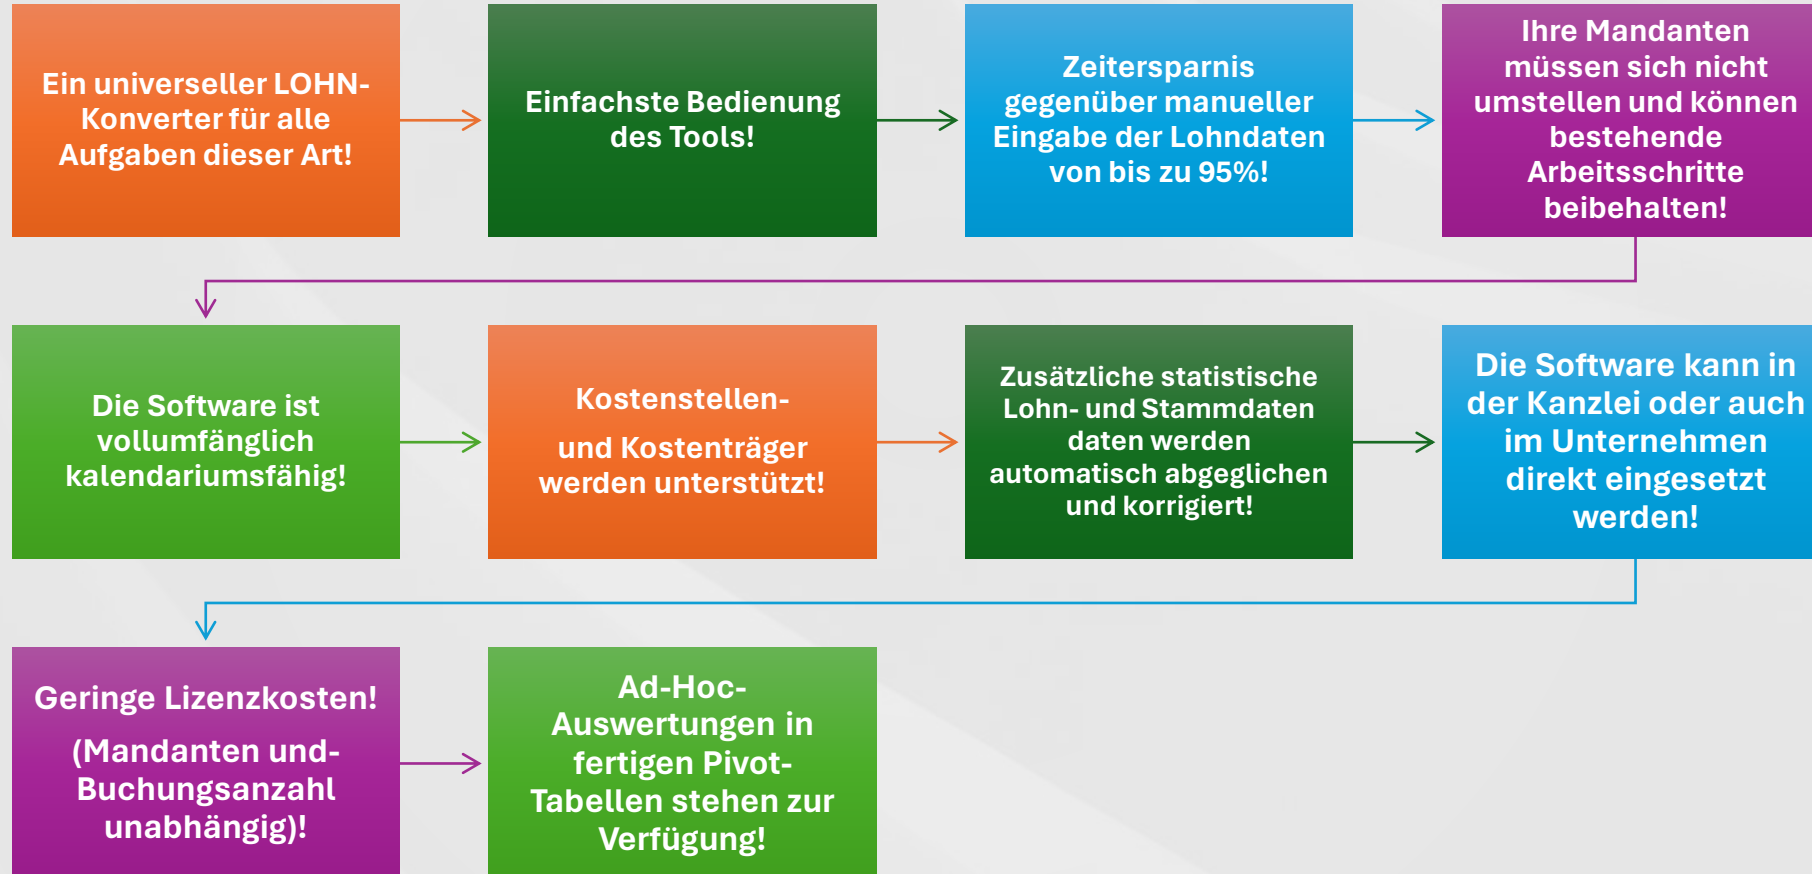 Ein universeller LOHN-
Konverter für alle
Aufgaben dieser Art!
Einfachste Bedienung
des Tools!
Zeitersparnis
gegenüber manueller
Eingabe der Lohndaten
von bis zu 95%!
Ihre Mandanten
müssen sich nicht
umstellen und können
bestehende
Arbeitsschritte
beibehalten!
Die Software ist
vollumfänglich
kalendariumsfähig!
Kostenstellen-
und Kostenträger
werden unterstützt!
Zusätzliche statistische
Lohn- und Stammdaten
daten werden
automatisch abgeglichen
und korrigiert!
Die Software kann in
der Kanzlei oder auch
im Unternehmen
direkt eingesetzt
werden!
Geringe Lizenzkosten!
(Mandanten und-
Buchungsanzahl
unabhängig)!
Ad-Hoc-
Auswertungen in
fertigen Pivot-
Tabellen stehen zur
Verfügung!